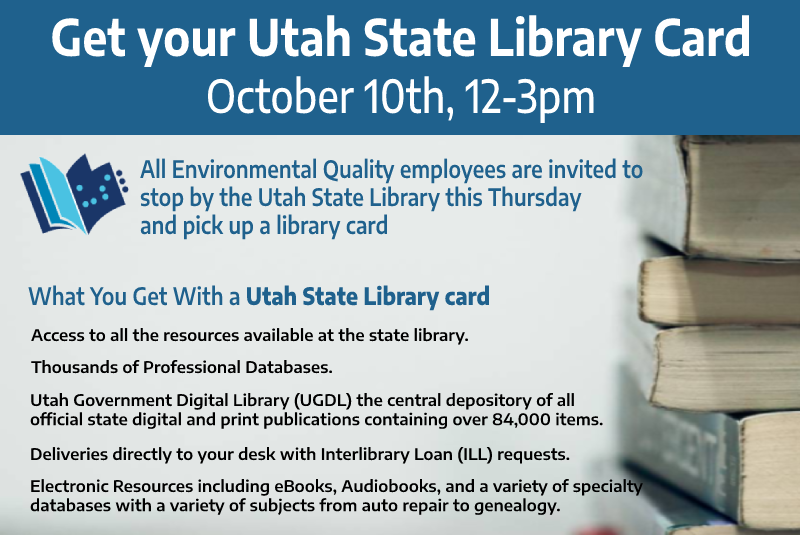 Get your Utah State Library Card
October 10th, 12-3pm
All Environmental Quality employees are invited to
stop by the Utah State Library this Thursday
and pick up a library card
What You Get With a Utah State Library card
Access to all the resources available at the state library.
Thousands of Professional Databases.
Utah Government Digital Library (UGDL) the central depository of all
official state digital and print publications containing over 84,000 items.
Deliveries directly to your desk with Interlibrary Loan (ILL) requests.
Electronic Resources including eBooks, Audiobooks, and a variety of specialty
databases with a variety of subjects from auto repair to genealogy.